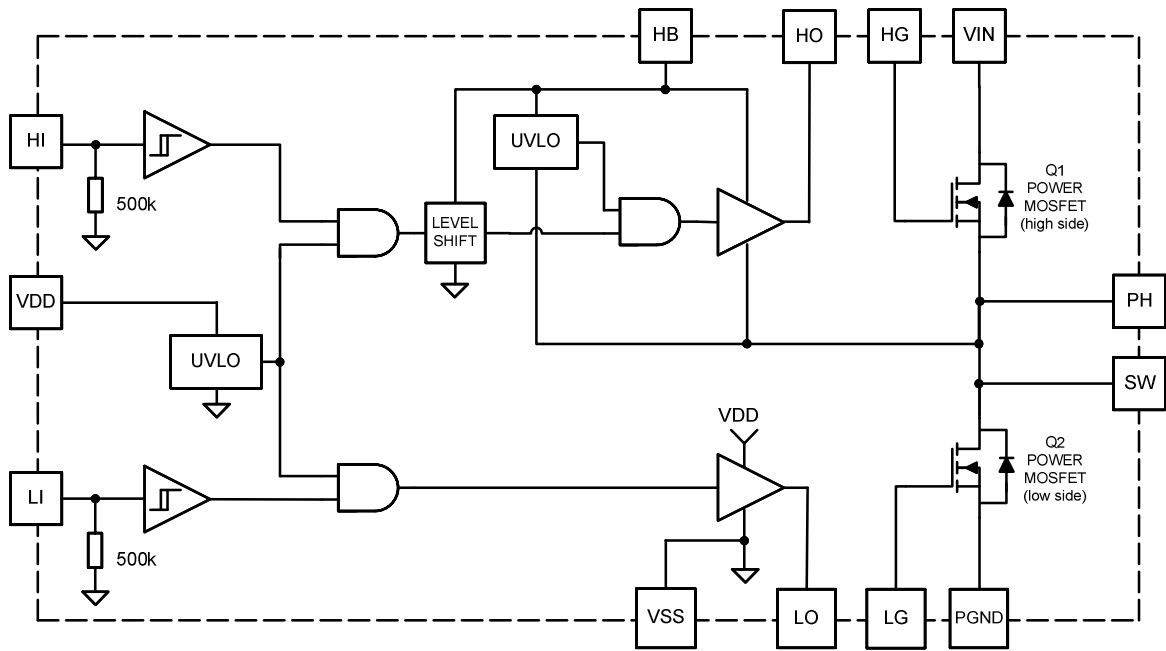 HB
HO
HG
VIN
HI
500k
UVLO
LEVEL
SHIFT
Q1
POWER
MOSFET
(high side)
VDD
UVLO
PH
SW
VDD
LI
500k
Q2
POWER
MOSFET
(low side)
VSS
LO
LG
PGND